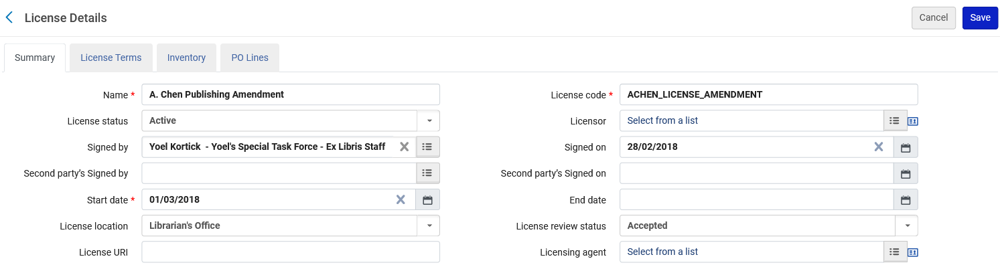 License Details
Cancel Save
Summary License Terms Inventory PO Lines
Name * A. Chen Publishing Amendment License code * ACHEN_LICENSE_AMENDMENT
License status Active Licensor Select from a list
Signed by Yoel Kortick - Yoel's Special Task Force - Ex Libris Staff Signed on 28/02/2018
Second party’s Signed by Second party’s Signed on
Start date * 01/03/2018 End date
License location Librarian's Office License review status Accepted
License URI Licensing agent Select from a list